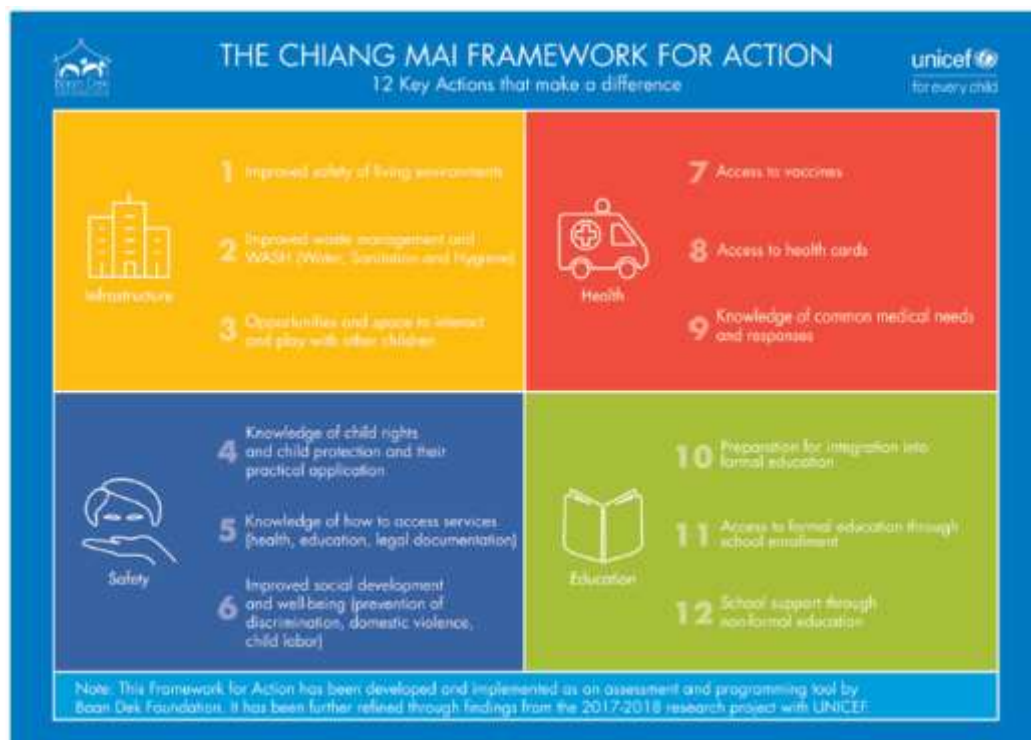 Baan Dek
THE CHIANG MAI FRAMEWORK FOR ACTION
12 Key Actions that make a difference
unicef
for every child
Infrastructure
1 Improved safety of living environments
2 Improved waste management and
WASH (Water, Sanitation and Hygiene)
3 Opportunities and space to interact
and play with other children
Health
7 Access to vaccines
8 Access to health cards
9 Knowledge of common medical needs
and responses
Safety
4 Knowledge of child rights
and child protection and their
practical application
5 Knowledge of how to access services
(health, education, legal documentation)
6 Improved social development
and well-being (prevention of
discrimination, domestic violence,
child labor)
Education
10 Preparation for integration into
formal education
11 Access to formal education through
school enrollment
12 School support through
non-formal education
Note: This Framework for Action has been developed and implemented as an assessment and programming tool by
Baan Dek Foundation. It has been further refined through findings from the 2017-2018 research project with UNICEF.